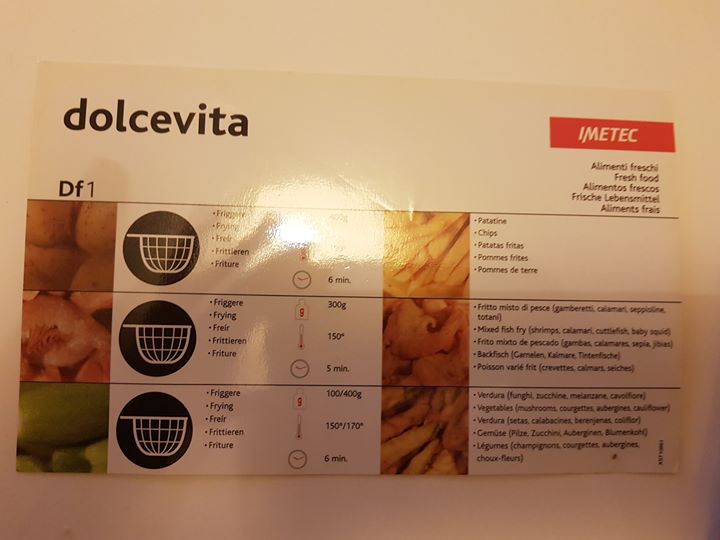 dolcevita
IMETEC
Alimenti freschi
Fresh food
Alimentos frescos
Frische Lebensmittel
Aliments frais
Df1
• Friggere
• Frying
• Freír
• Frittieren
• Friture
400g
6 min.
• Patatine
• Chips
• Patatas fritas
• Pommes frites
• Pommes de terre
• Friggere
• Frying
• Freír
• Frittieren
• Friture
g
300g
150°
5 min.
• Fritto misto di pesce (gamberetti, calamari, seppioline,
totani)
• Mixed fish fry (shrimps, calamari, cuttlefish, baby squid)
• Frito mixto de pescado (gambas, calamares, sepia, jibias)
• Backfisch (Garnelen, Kalmare, Tintenfische)
• Poisson varié frit (crevettes, calmars, seiches)
• Friggere
• Frying
• Freír
• Frittieren
• Friture
g
100/400g
150°/170°
6 min.
• Verdura (funghi, zucchine, melanzane, cavolfiore)
• Vegetables (mushrooms, courgettes, aubergines, cauliflower)
• Verdura (setas, calabacines, berenjenas, coliflor)
• Gemüse (Pilze, Zucchini, Auberginen, Blumenkohl)
• Légumes (champignons, courgettes, aubergines,
choux-fleurs)